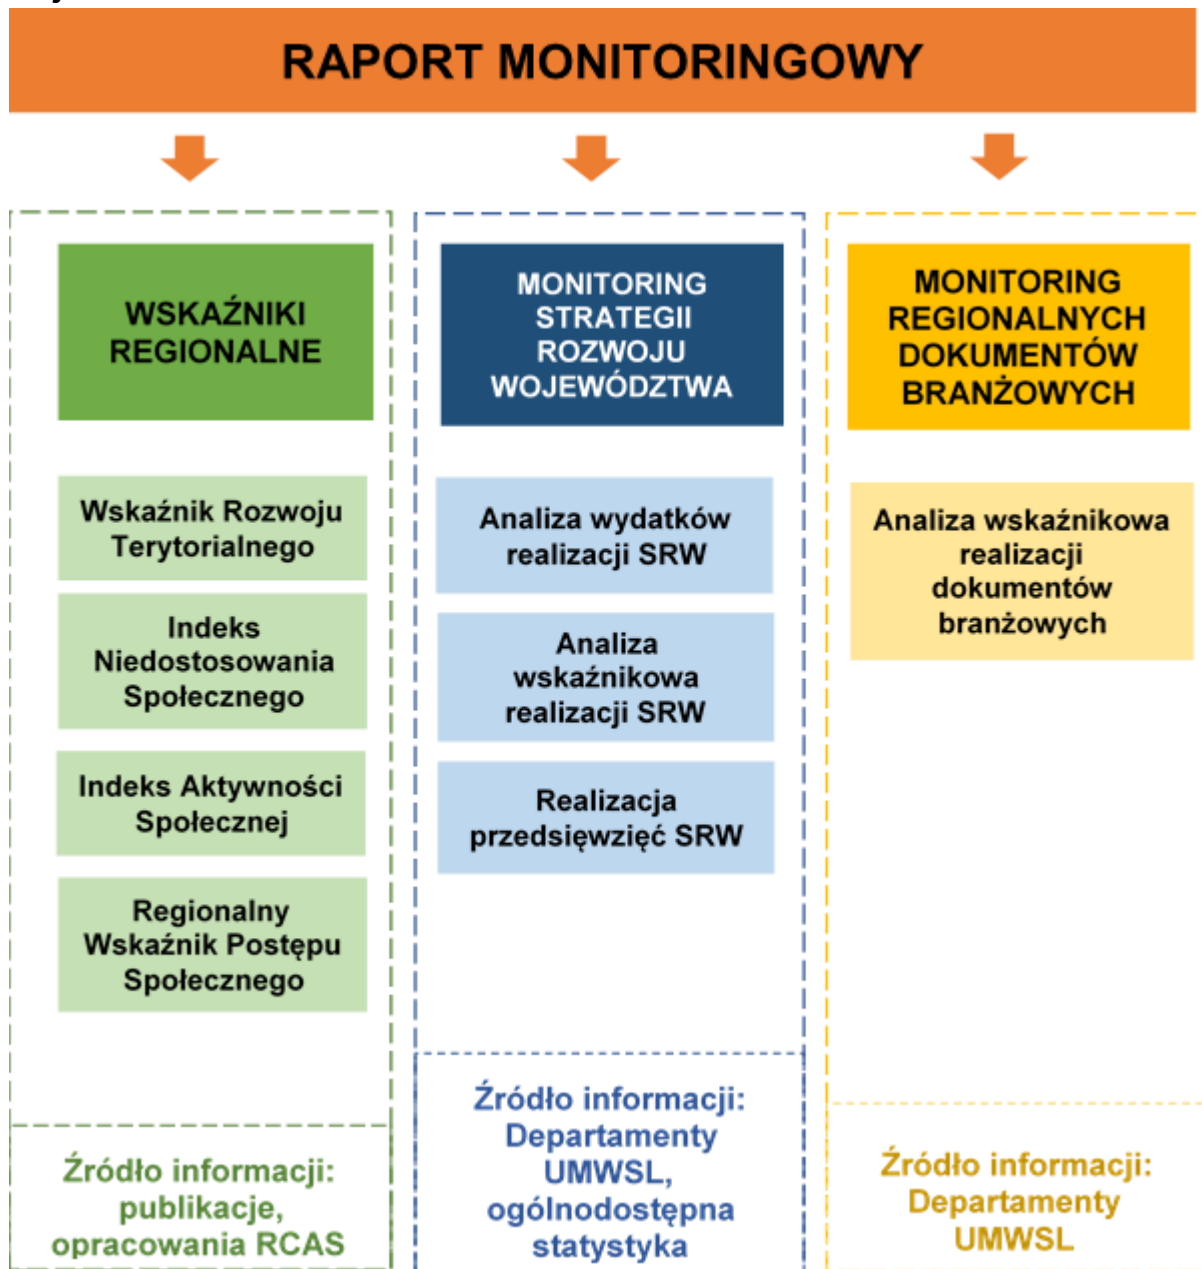 RAPORT MONITORINGOWY
WSKAŹNIKI
REGIONALNE
Wskaźnik Rozwoju
Terytorialnego
Indeks
Niedostosowania
Społecznego
Indeks Aktywności
Społecznej
Regionalny
Wskaźnik Postępu
Społecznego
Źródło informacji:
publikacje,
opracowania RCAS
MONITORING
STRATEGII
ROZWOJU
WOJEWÓDZTWA
Analiza wydatków
realizacji SRW
Analiza
wskaźnikowa
realizacji SRW
Realizacja
przedsięwzięć SRW
Źródło informacji:
Departamenty
UMWSL,
ogólnodostępna
statystyka
MONITORING
REGIONALNYCH
DOKUMENTÓW
BRANŻOWYCH
Analiza wskaźnikowa
realizacji
dokumentów
branżowych
Źródło informacji:
Departamenty
UMWSL